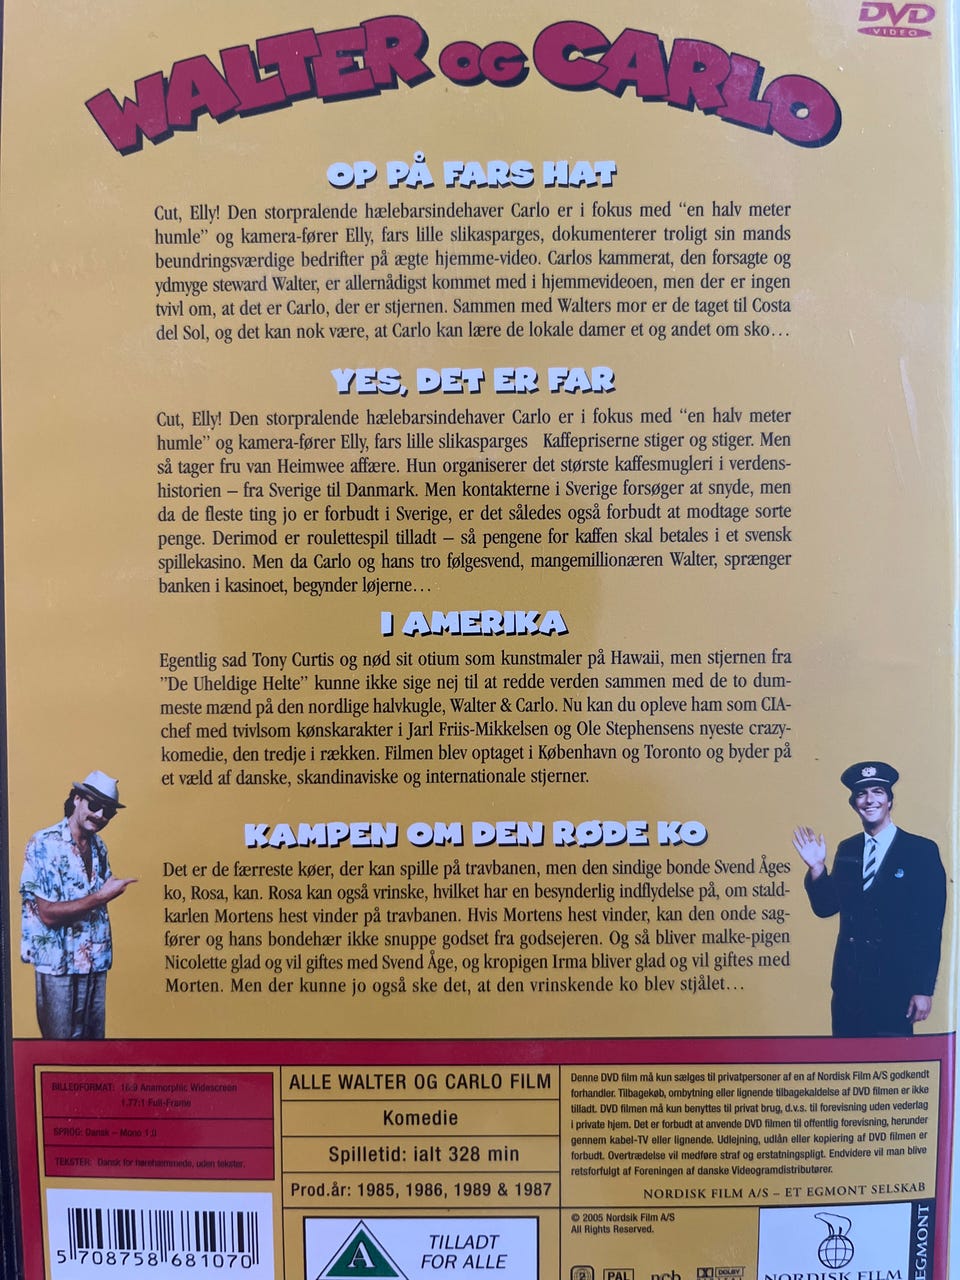 DVD
VIDEO
WALTER OG CARLO
OP PÅ FARS HAT
Cut, Elly! Den storpralende hælebarsindehaver Carlo er i fokus med “en halv meter
humle” og kamera-fører Elly, fars lille slikasparges, dokumenterer troligt sin mands
beundringsværdige bedrifter på ægte hjemme-video. Carlos kammerat, den forsagte og
ydmyge steward Walter, er allernådigst kommet med i hjemmevideoen, men der er ingen
tvivl om, at det er Carlo, der er stjernen. Sammen med Walters mor er de taget til Costa
del Sol, og det kan nok være, at Carlo kan lære de lokale damer et og andet om sko…
YES, DET ER FAR
Cut, Elly! Den storpralende hælebarsindehaver Carlo er i fokus med “en halv meter
humle” og kamera-fører Elly, fars lille slikasparges Kaffepriserne stiger og stiger. Men
så tager fru van Heimwee affære. Hun organiserer det største kaffesmugleri i verdens-
historien – fra Sverige til Danmark. Men kontakterne i Sverige forsøger at snyde, men
da de fleste ting jo er forbudt i Sverige, er det således også forbudt at modtage sorte
penge. Derimod er roulettespil tilladt – så pengene for kaffen skal betales i et svensk
spillekasino. Men da Carlo og hans tro følgesvend, mangemillionæren Walter, sprænger
banken i kasinoet, begynder løjerne…
I AMERIKA
Egentlig sad Tony Curtis og nød sit otium som kunstmaler på Hawaii, men stjernen fra
”De Uheldige Helte” kunne ikke sige nej til at redde verden sammen med de to dum-
meste mænd på den nordlige halvkugle, Walter & Carlo. Nu kan du opleve ham som CIA-
chef med tvivlsom kønskarakter i Jarl Friis-Mikkelsen og Ole Stephensens nyeste crazy-
komedie, den tredje i rækken. Filmen blev optaget i København og Toronto og byder på
et væld af danske, skandinaviske og internationale stjerner.
KAMPEN OM DEN RØDE KO
Det er de færreste køer, der kan spille på travbanen, men den sindige bonde Svend Åges
ko, Rosa, kan. Rosa kan også vrinske, hvilket har en besynderlig indflydelse på, om stald-
karlen Mortens hest vinder på travbanen. Hvis Mortens hest vinder, kan den onde sag-
fører og hans bondehær ikke snuppe godset fra godsejeren. Og så bliver malke-pigen
Nicolette glad og vil giftes med Svend Åge, og kropigen Irma bliver glad og vil giftes med
Morten. Men der kunne jo også ske det, at den vrinskende ko blev stjålet…
BILLEDFORMAT: 16:9 Anamorphic Widescreen
1.77:1 Full-Frame
SPROG: Dansk – Mono 1.0
TEKSTER: Dansk for hørehæmmede, uden tekster.
5 708758 681070
ALLE WALTER OG CARLO FILM
Komedie
Spilletid: ialt 328 min
Prod.år: 1985, 1986, 1989 & 1987
A
TILLADT
FOR ALLE
Denne DVD film må kun sælges til privatpersoner af en af Nordisk Film A/S godkendt
forhandler. Tilbagekøb, ombytning eller lignende tilbagekaldelse af DVD filmen er ikke
tilladt. DVD filmen må kun benyttes til privat brug, d.v.s. til forevisning uden vederlag
i private hjem. Det er forbudt at anvende DVD filmen til offentlig forevisning, herunder
gennem kabel-TV eller lignende. Udlejning, udlån eller kopiering af DVD filmen er
forbudt. Overtrædelse vil medføre straf og erstatningspligt. Endvidere vil man blive
retsforfulgt af Foreningen af danske Videogramdistributører.
NORDISK FILM A/S – ET EGMONT SELSKAB
© 2005 Nordsik Film A/S
All Rights Reserved.
2
PAL
ncb
DOLBY
NORDISK FILM
EGMONT